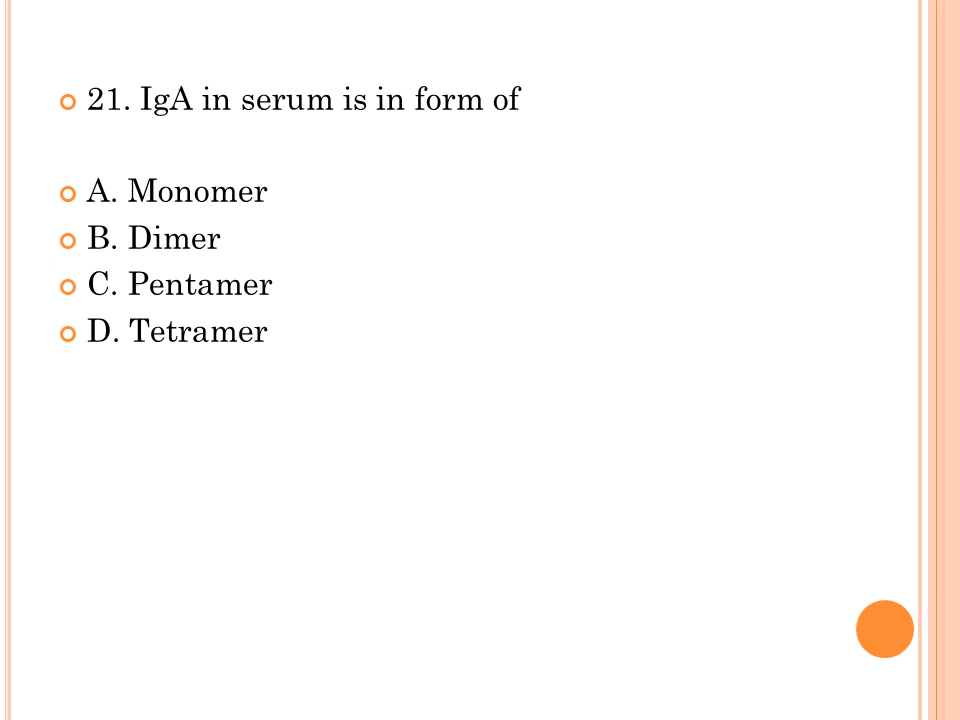 21. IgA in serum is in form of
A. Monomer
B. Dimer
C. Pentamer
D. Tetramer